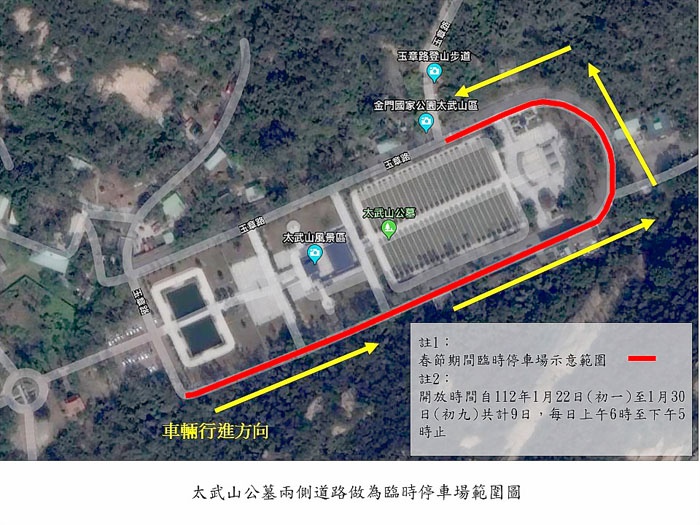 玉章路
玉章路登山步道
金門國家公園太武山區
玉章路
太武山公墓
玉章路
太武山風景區
玉章路
註1：
春節期間臨時停車場示意範圍
註2：
開放時間自112年1月22日(初一)至1月30
日(初九)共計9日，每日上午6時至下午5
時止
車輛行進方向
太武山公墓兩側道路做為臨時停車場範圍圖